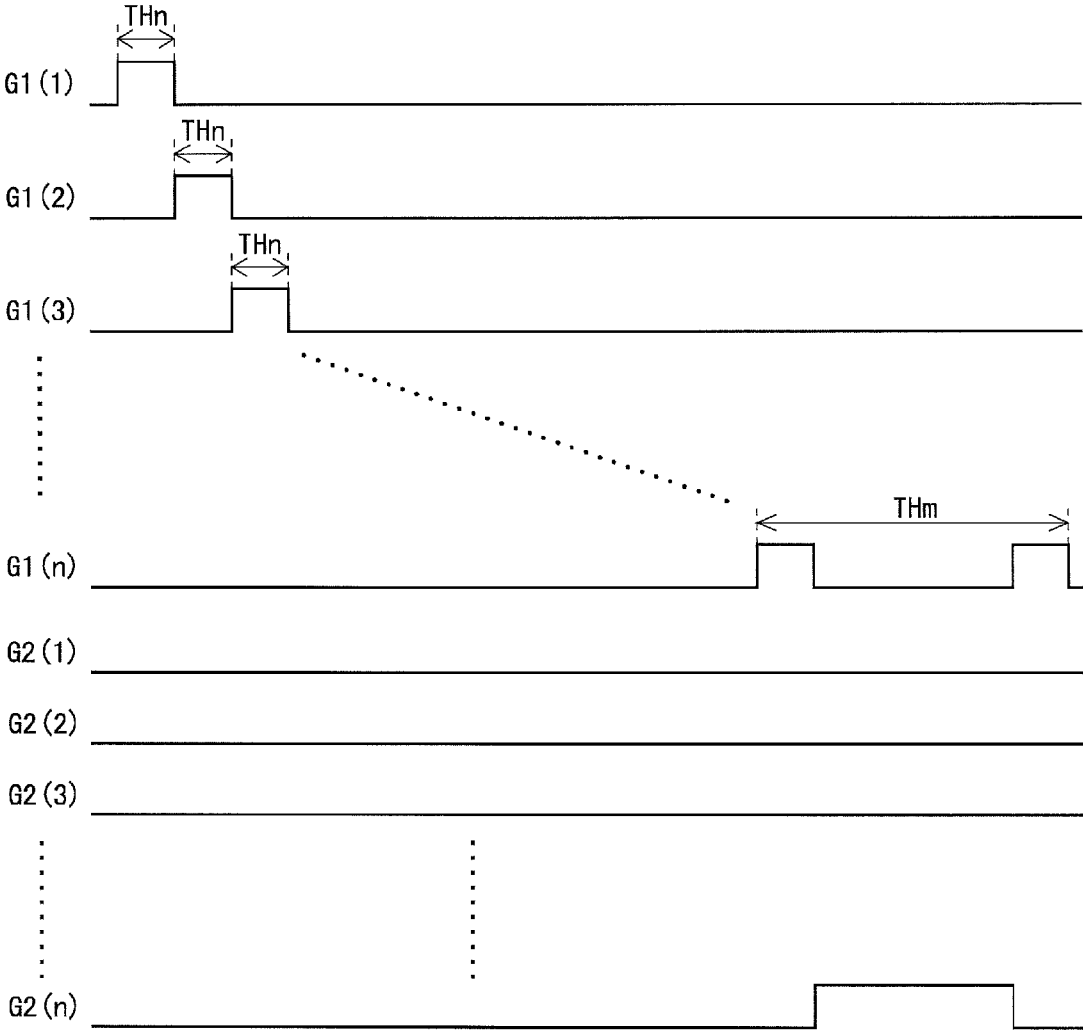 THn
G1(1)
THn
G1(2)
THn
G1(3)
THm
G1(n)
G2(1)
G2(2)
G2(3)
G2(n)